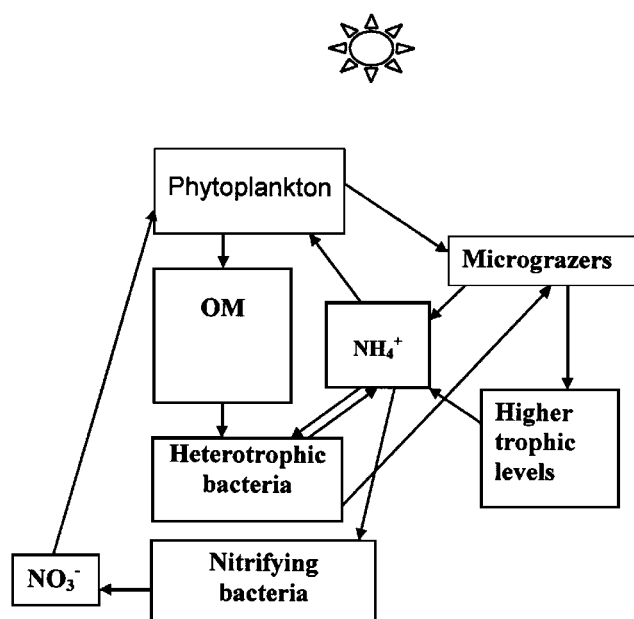 Phytoplankton
Micrograzers
OM
NH₄⁺
Higher
trophic
levels
Heterotrophic
bacteria
Nitrifying
bacteria
NO₃⁻